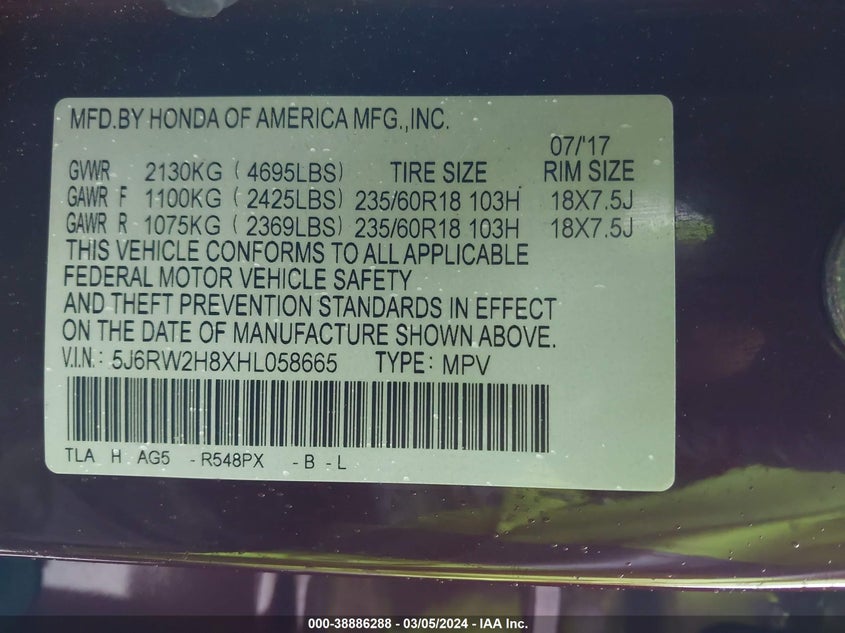 MFD.BY HONDA OF AMERICA MFG.,INC.
07/'17
GVWR 2130KG ( 4695LBS) TIRE SIZE RIM SIZE
GAWR F 1100KG ( 2425LBS) 235/60R18 103H 18X7.5J
GAWR R 1075KG ( 2369LBS) 235/60R18 103H 18X7.5J
THIS VEHICLE CONFORMS TO ALL APPLICABLE
FEDERAL MOTOR VEHICLE SAFETY
AND THEFT PREVENTION STANDARDS IN EFFECT
ON THE DATE OF MANUFACTURE SHOWN ABOVE.
V.I.N.: 5J6RW2H8XHL058665 TYPE: MPV
TLA H AG5 -R548PX -B -L
000-38886288 - 03/05/2024 - IAA Inc.